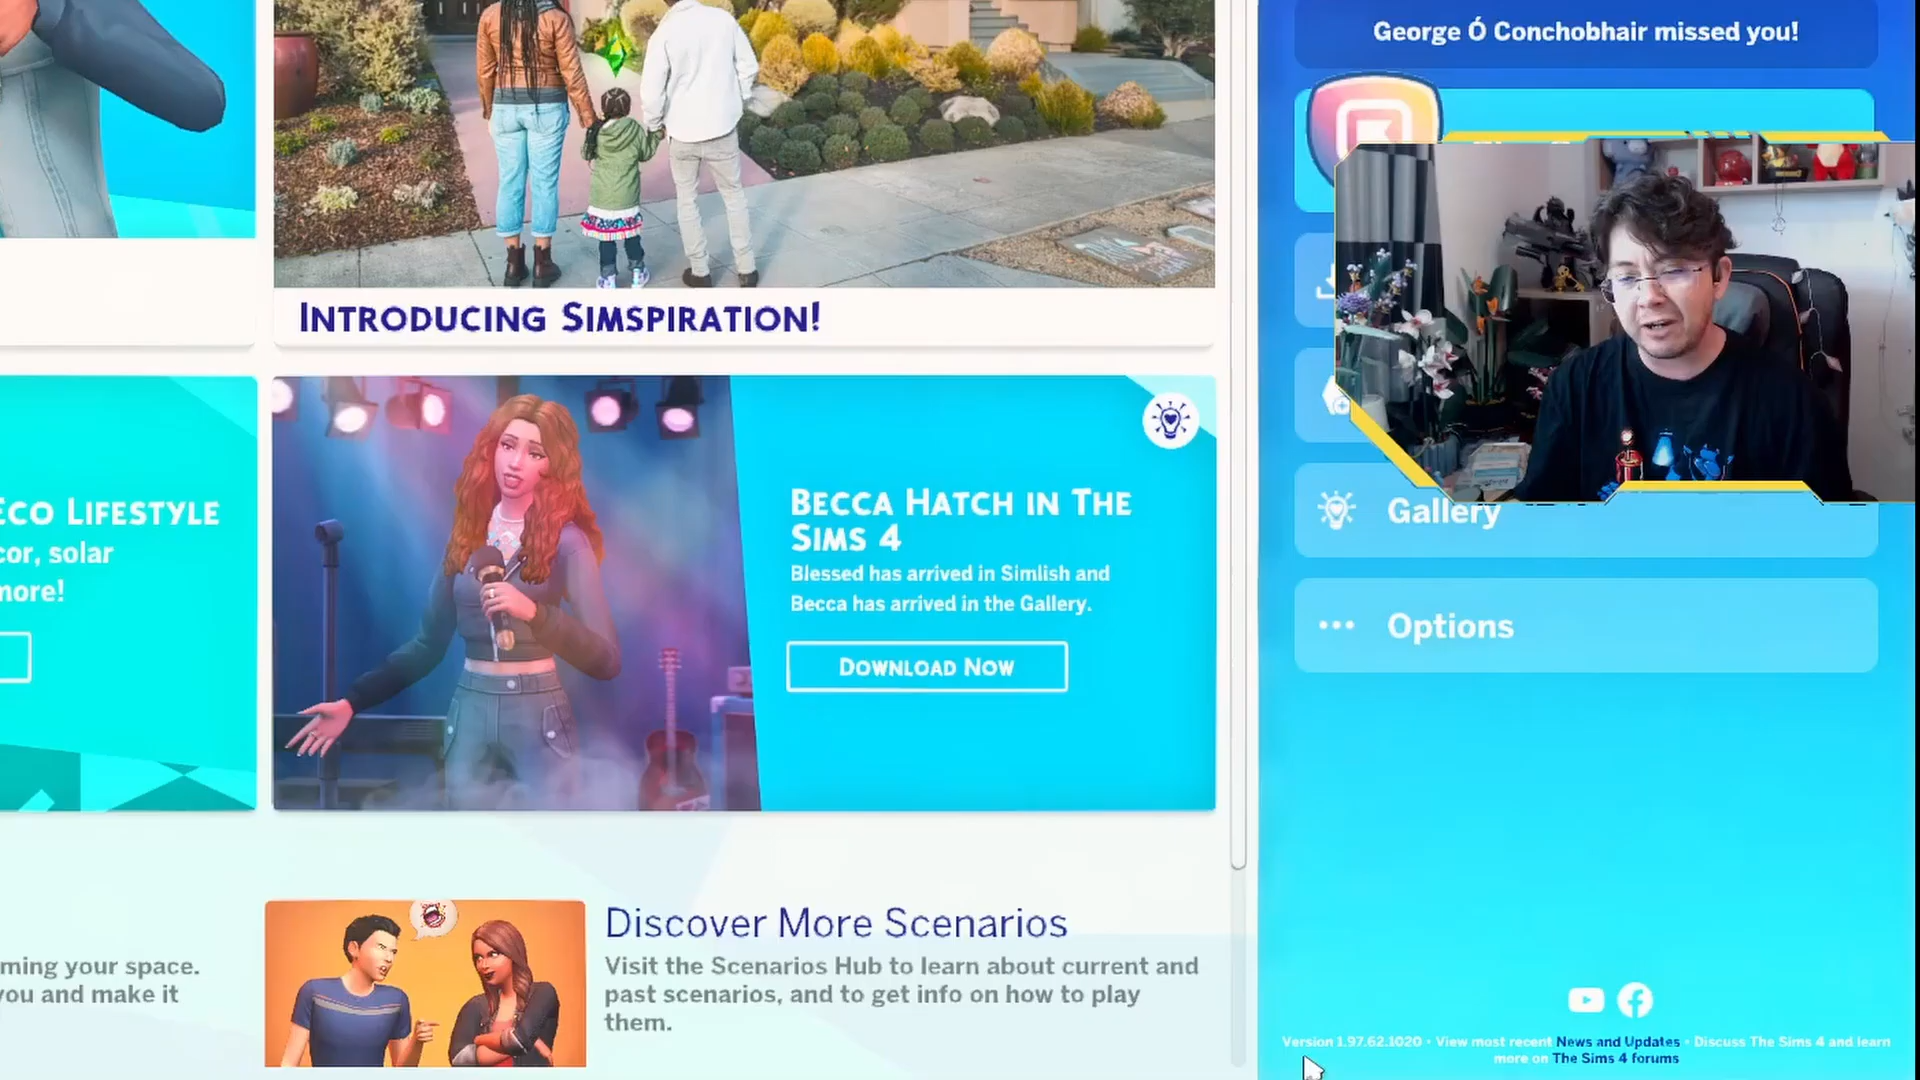 George Ó Conchobhair missed you!
INTRODUCING SIMSPIRATION!
ECO LIFESTYLE
cor, solar
more!
BECCA HATCH IN THE
SIMS 4
Blessed has arrived in Simlish and
Becca has arrived in the Gallery.
DOWNLOAD NOW
Gallery
Options
Discover More Scenarios
Visit the Scenarios Hub to learn about current and
past scenarios, and to get info on how to play
them.
ming your space.
you and make it
Version 1.97.62.1020 • View most recent News and Updates • Discuss The Sims 4 and learn
more on The Sims 4 forums